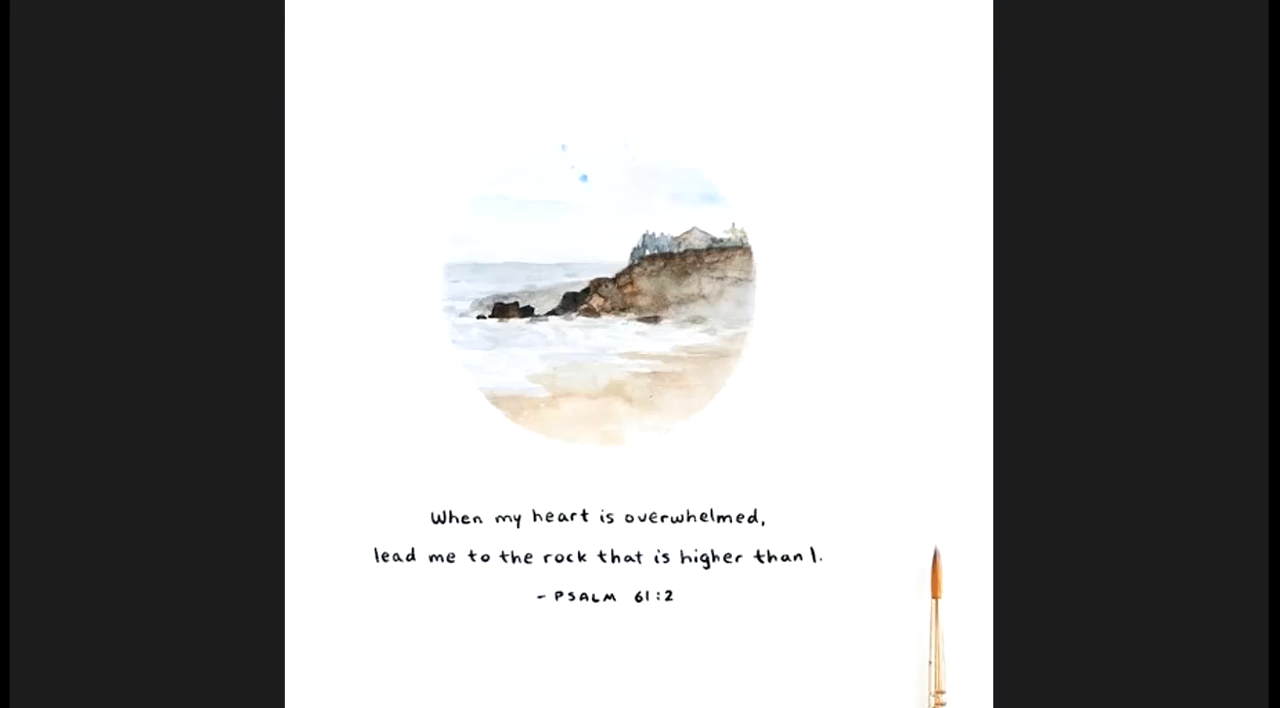 When my heart is overwhelmed,
lead me to the rock that is higher than I.
- PSALM 61:2